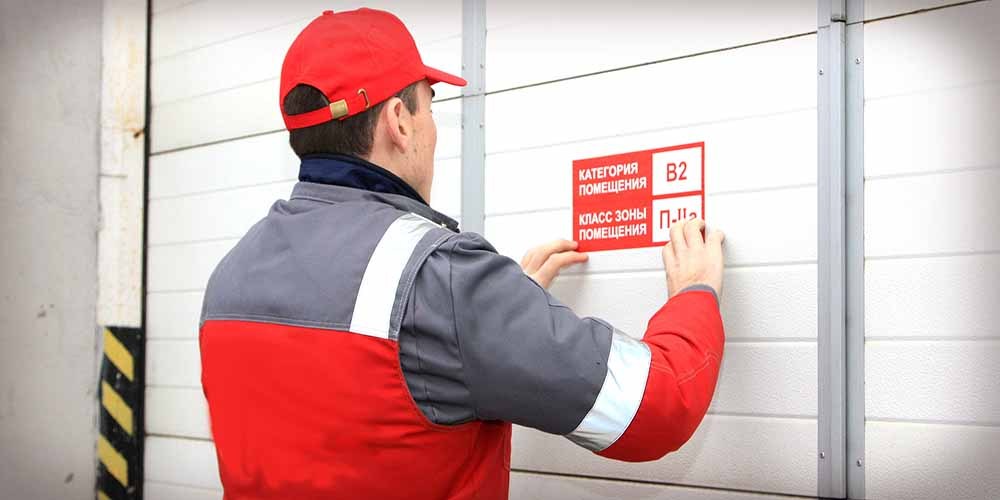 КАТЕГОРИЯ
ПОМЕЩЕНИЯ
В2
КЛАСС ЗОНЫ
ПОМЕЩЕНИЯ
П-IIа